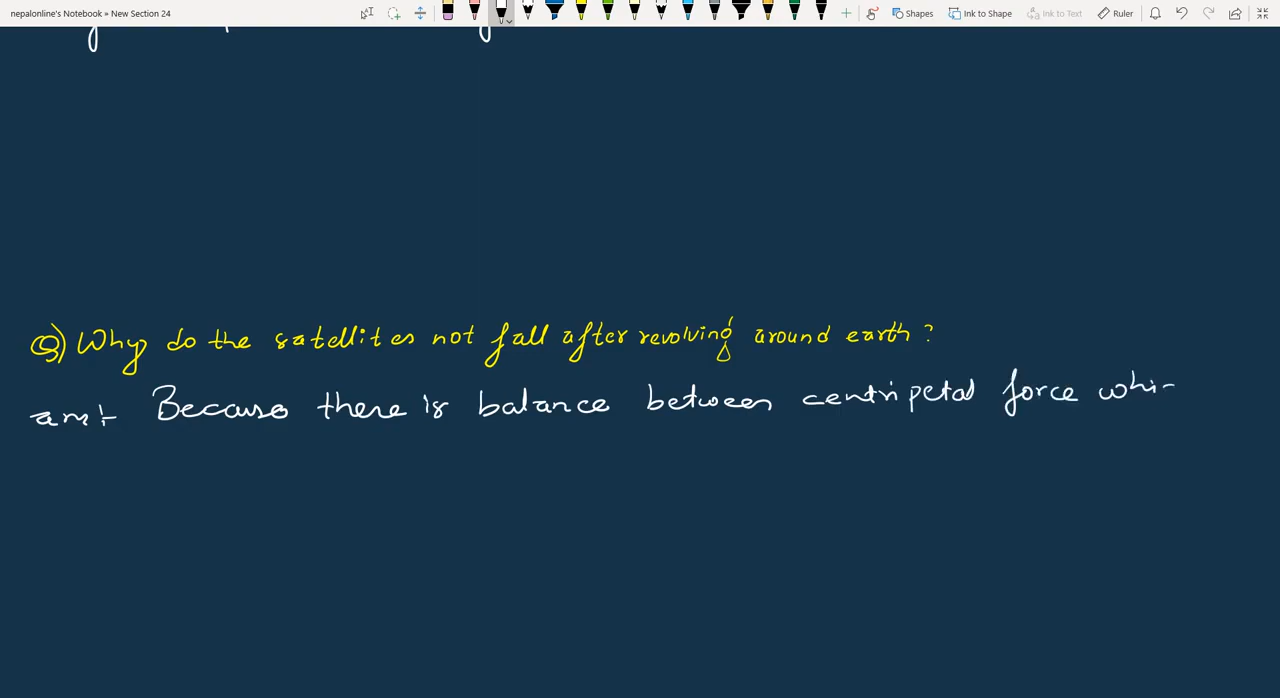 nepalonline's Notebook » New Section 24
Shapes
Ink to Shape
Ink to Text
Ruler
Q) Why do the satellites not fall after revolving around earth?
ans:- Because there is balance between centripetal force whi-